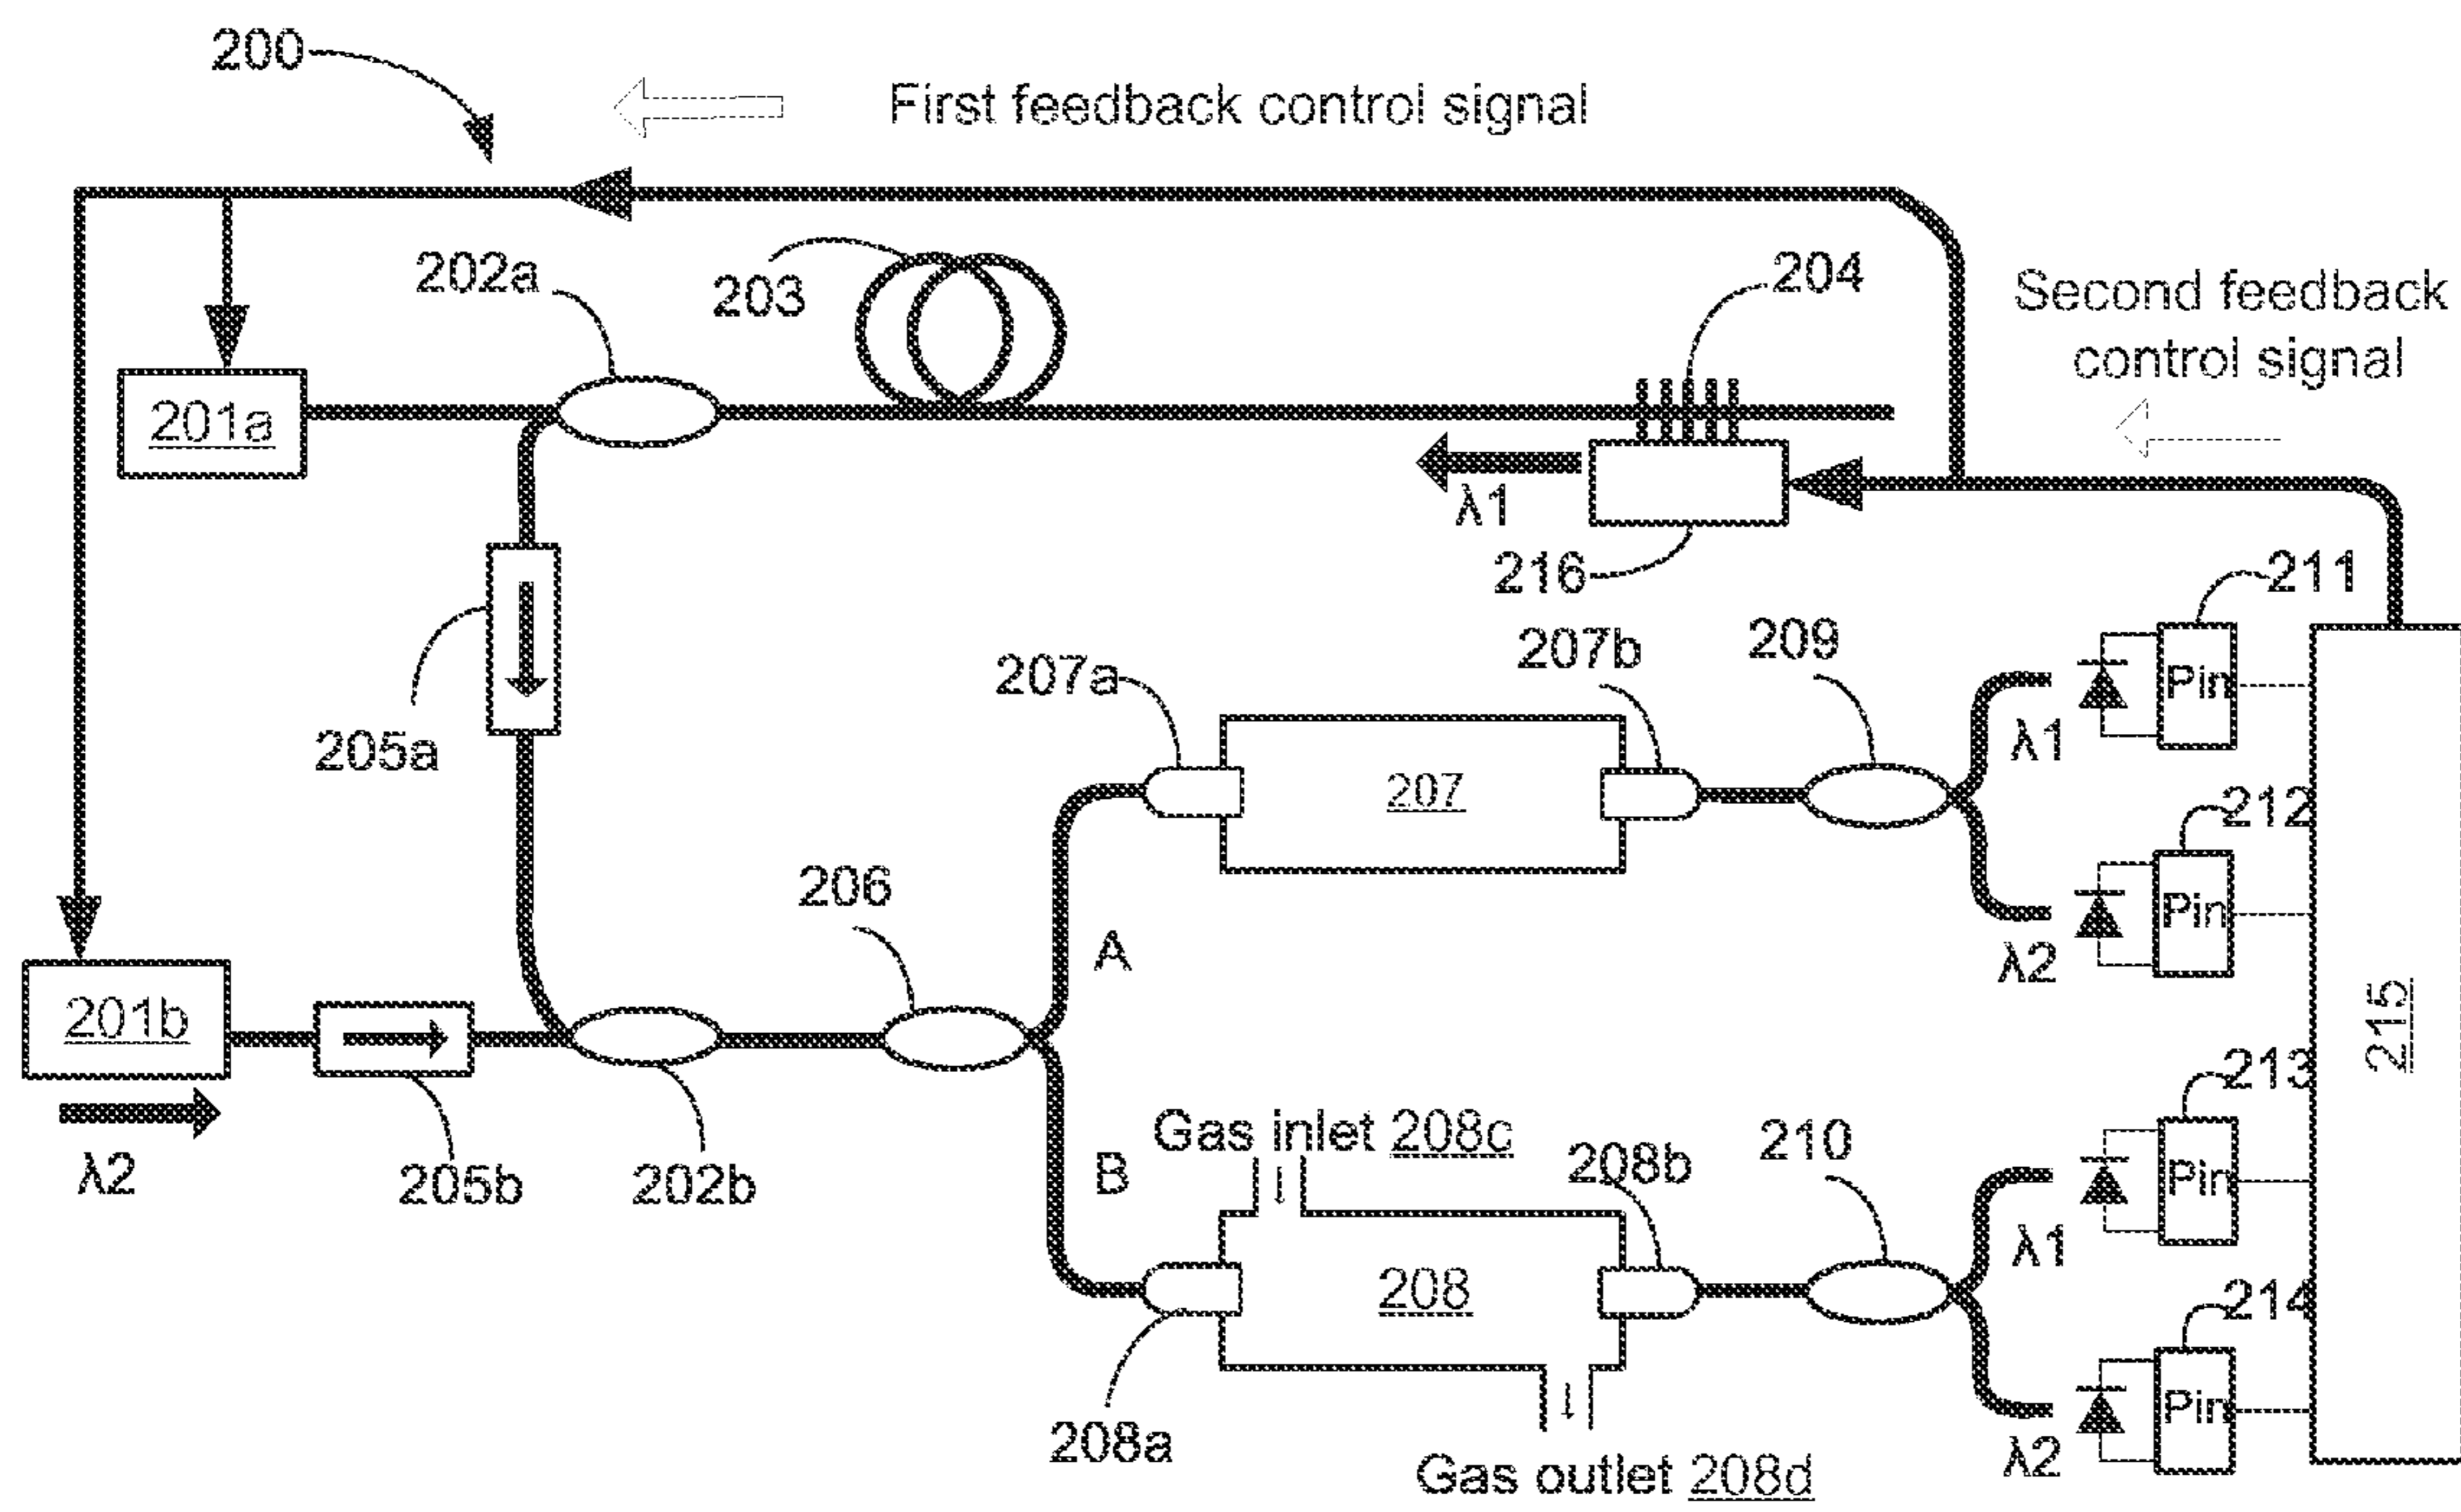 200
First feedback control signal
202a
203
204
Second feedback
control signal
201a
λ1
216
211
205a
207a
207b
209
Pin
λ1
207
212
206
Pin
A
λ2
201b
215
213
λ2
205b
202b
B
Gas inlet 208c
208b
210
Pin
λ1
208
214
Pin
208a
λ2
Gas outlet 208d